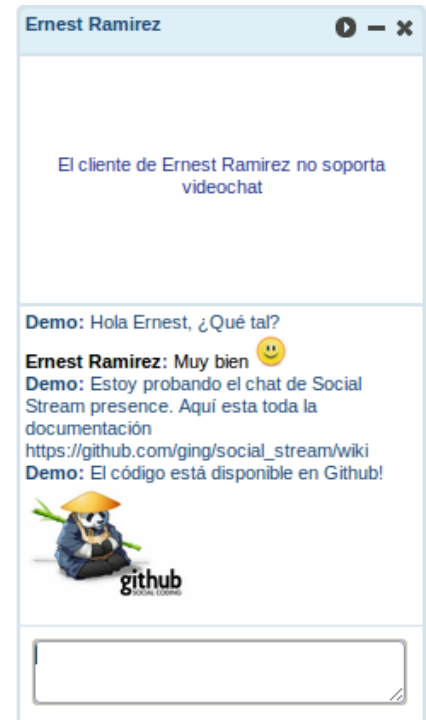 Ernest Ramirez
El cliente de Ernest Ramirez no soporta
videochat
Demo: Hola Ernest, ¿Qué tal?
Ernest Ramirez: Muy bien
Demo: Estoy probando el chat de Social
Stream presence. Aquí esta toda la
documentación
https://github.com/ging/social_stream/wiki
Demo: El código está disponible en Github!
github
SOCIAL CODING